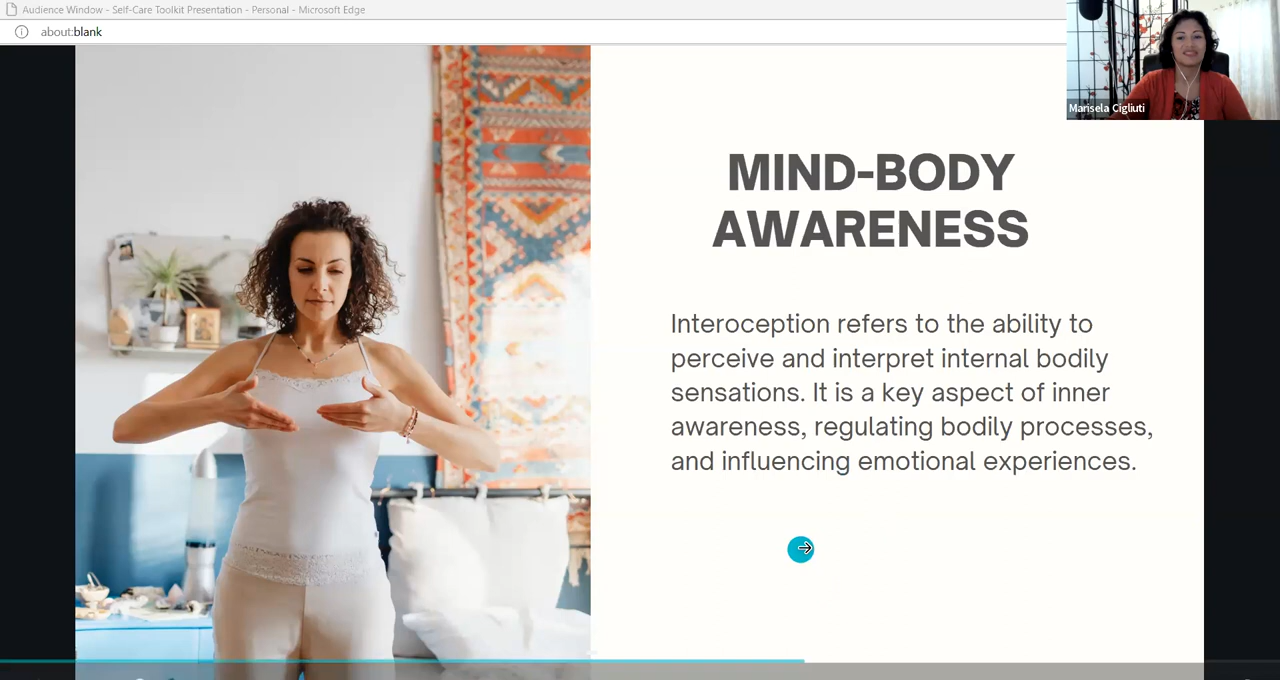 Audience Window - Self-Care Toolkit Presentation - Personal - Microsoft Edge
about:blank
Marisela Cigliuti
MIND-BODY
AWARENESS
Interoception refers to the ability to
perceive and interpret internal bodily
sensations. It is a key aspect of inner
awareness, regulating bodily processes,
and influencing emotional experiences.